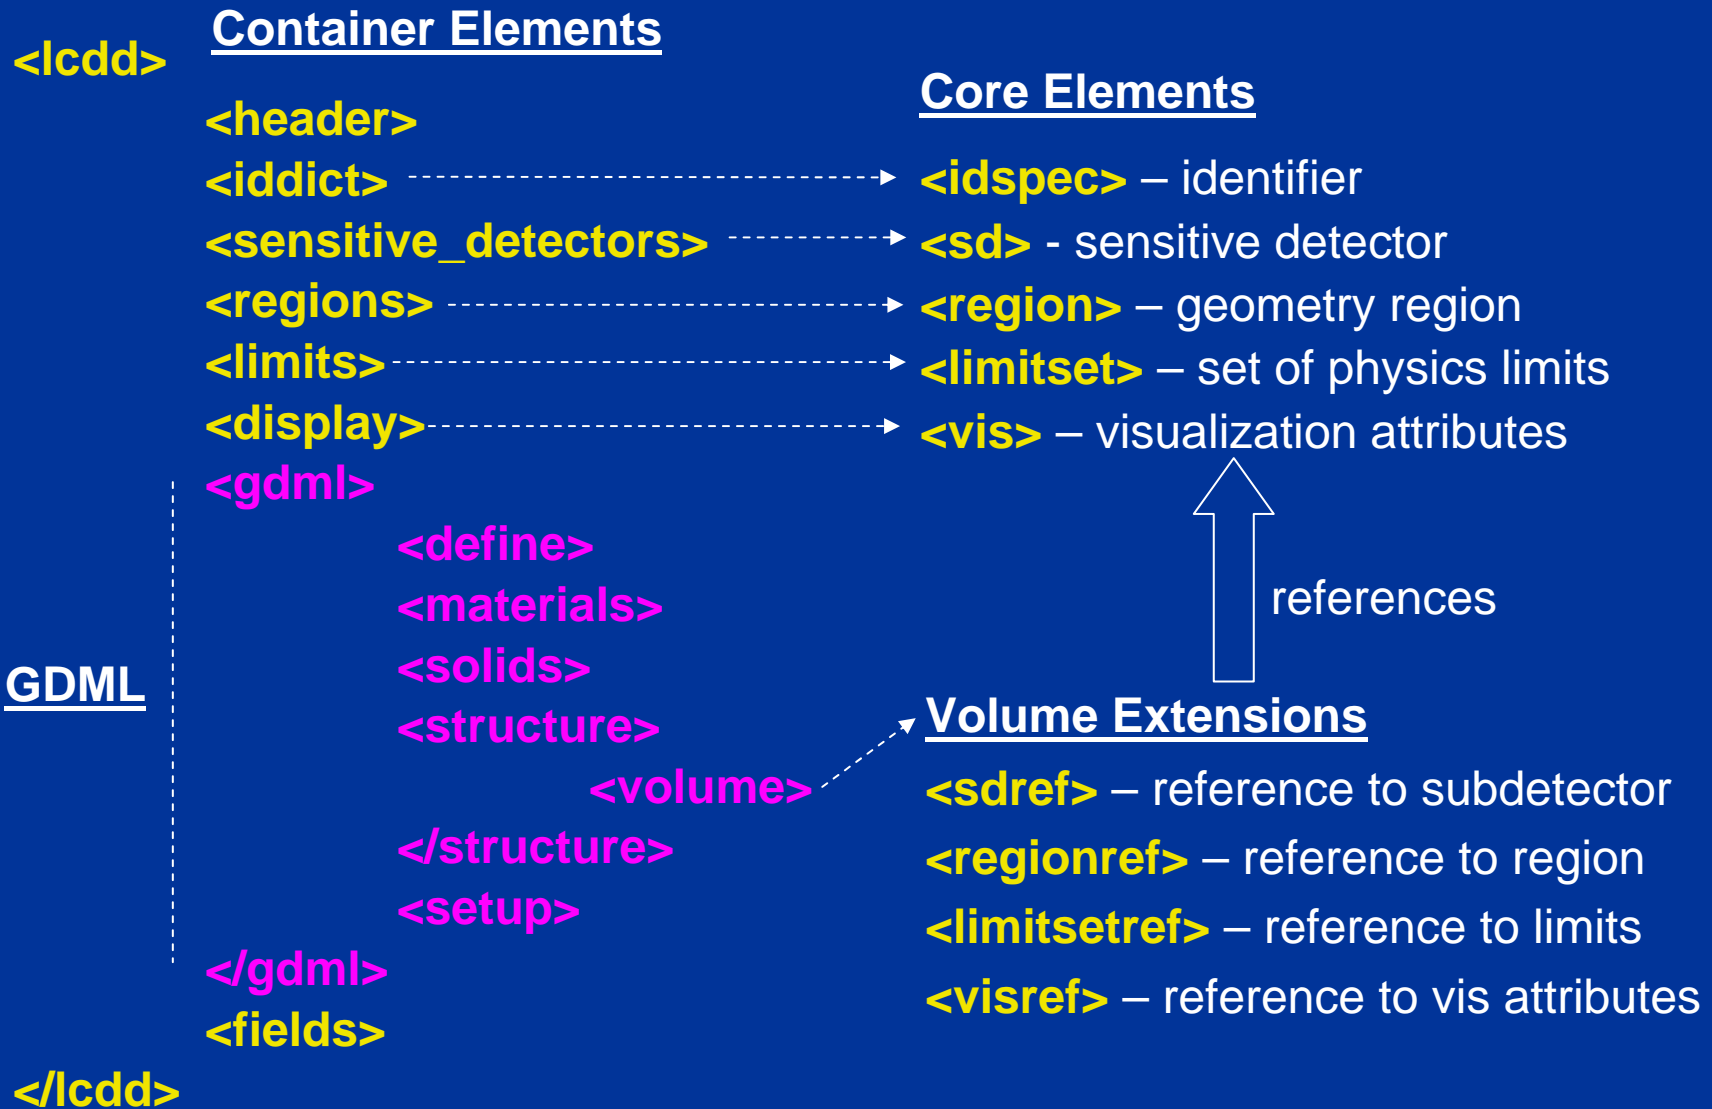 <lcdd>
Container Elements
<header>
<iddict>
<sensitive_detectors>
<regions>
<limits>
<display>
<gdml>
<define>
<materials>
<solids>
<structure>
<volume>
</structure>
<setup>
</gdml>
<fields>
</lcdd>
GDML
Core Elements
<idspec> – identifier
<sd> - sensitive detector
<region> – geometry region
<limitset> – set of physics limits
<vis> – visualization attributes
references
Volume Extensions
<sdref> – reference to subdetector
<regionref> – reference to region
<limitsetref> – reference to limits
<visref> – reference to vis attributes